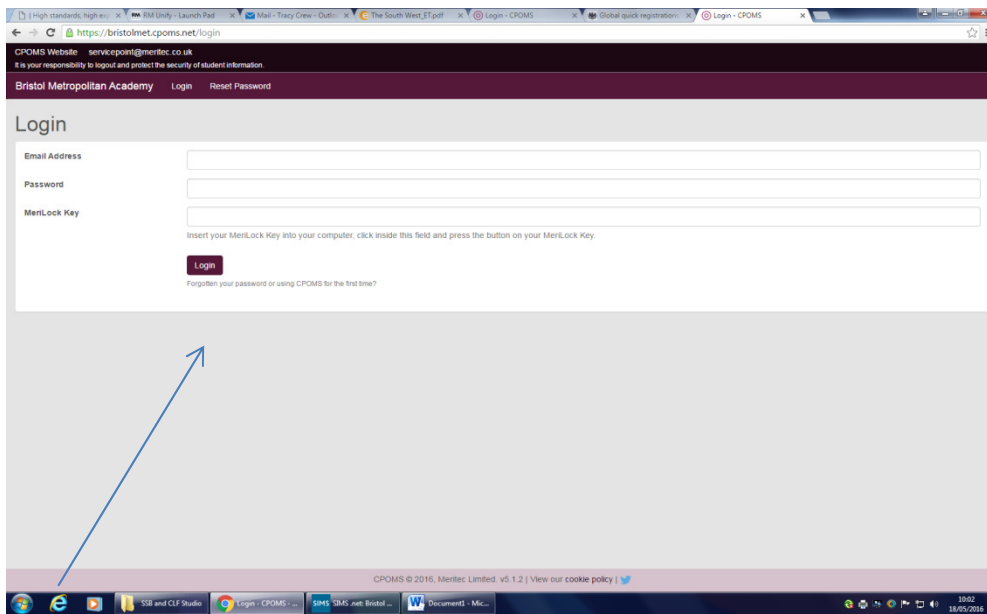 | High standards, high exp
RM RM Unify - Launch Pad
Mail - Tracy Crew - Outlo
The South West_ET.pdf
Login - CPOMS
Global quick registration
Login - CPOMS
https://bristolmet.cpoms.net/login
CPOMS Website servicepoint@meritec.co.uk
It is your responsibility to logout and protect the security of student information.
Bristol Metropolitan Academy Login Reset Password
Login
Email Address
Password
MeriLock Key
Insert your MeriLock Key into your computer, click inside this field and press the button on your MeriLock Key.
Login
Forgotten your password or using CPOMS for the first time?
CPOMS © 2016, Meritec Limited. v5.1.2 | View our cookie policy |
SSB and CLF Studio
Login - CPOMS - ...
SIMS SIMS .net: Bristol ...
Document1 - Mic...
10:02
18/05/2016